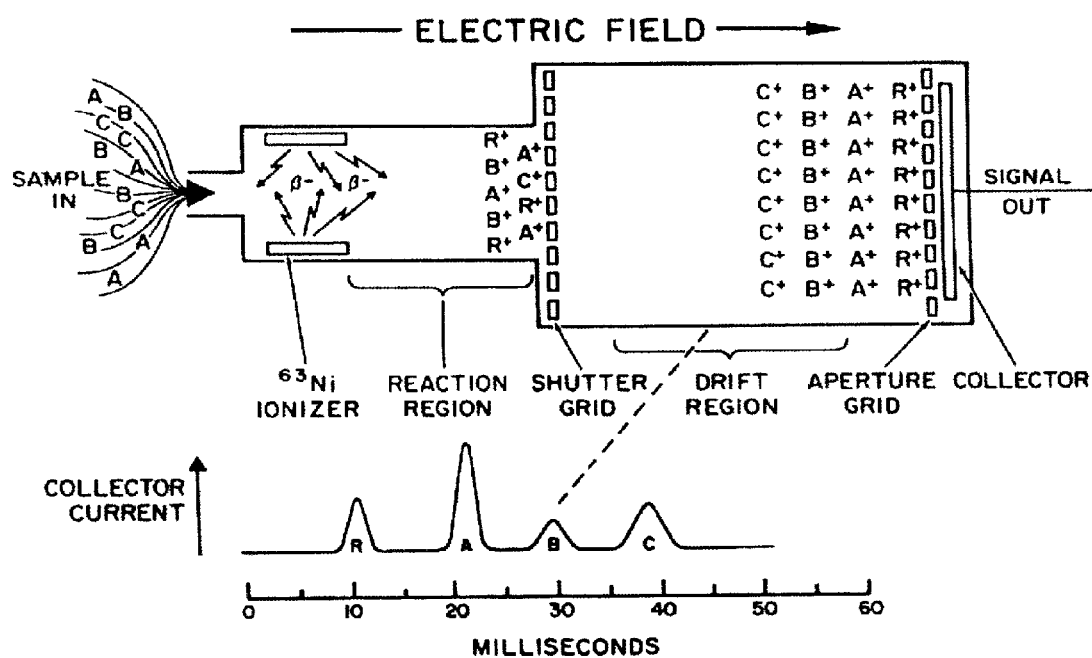 ELECTRIC FIELD
A
B
C
C
B
A
SAMPLE IN
B
C
C
B
A
A
β- β-
R+
B+ A+
A+ C+
B+ R+
R+ A+
C+ B+ A+ R+
C+ B+ A+ R+
C+ B+ A+ R+
C+ B+ A+ R+
C+ B+ A+ R+
C+ B+ A+ R+
C+ B+ A+ R+
C+ B+ A+ R+
SIGNAL
OUT
63Ni
IONIZER
REACTION
REGION
SHUTTER
GRID
DRIFT
REGION
APERTURE
GRID
COLLECTOR
COLLECTOR
CURRENT
R A B C
0 10 20 30 40 50 60
MILLISECONDS